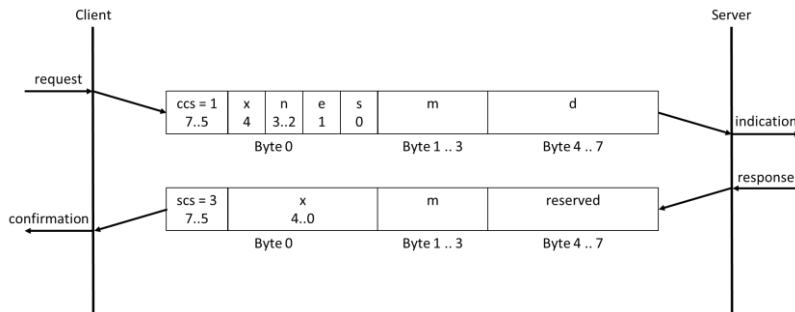 Client Server
request
ccs = 1 x n e s m d
7..5 4 3..2 1 0
indication
Byte 0 Byte 1 .. 3 Byte 4 .. 7
response
scs = 3 x m reserved
7..5 4..0
confirmation
Byte 0 Byte 1 .. 3 Byte 4 .. 7